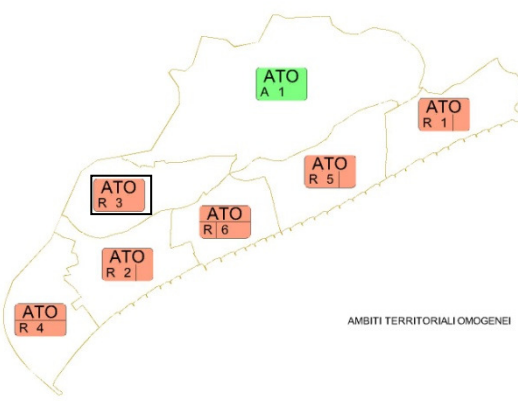 ATO
A 1
ATO
R 1
ATO
R 5
ATO
R 3
ATO
R 6
ATO
R 2
ATO
R 4
AMBITI TERRITORIALI OMOGENEI